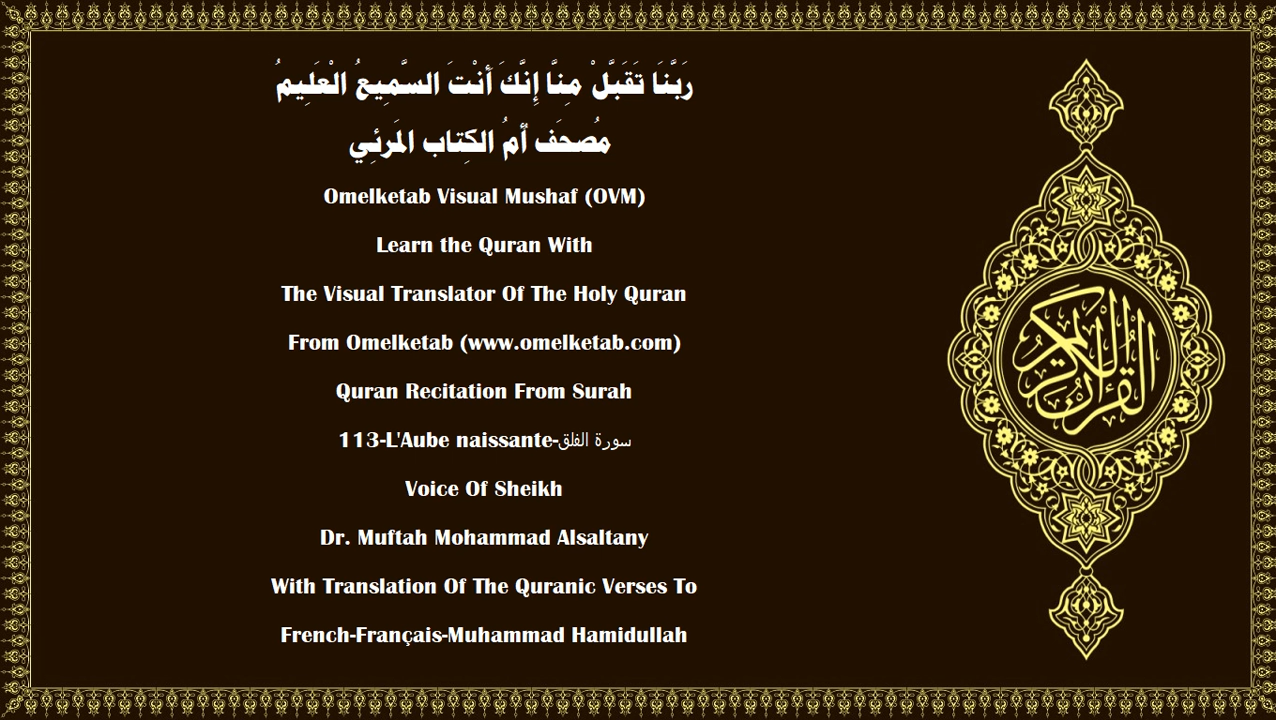 رَبَّنَا تَقَبَّلْ مِنَّا إِنَّكَ أَنْتَ السَّمِيعُ الْعَلِيمُ
مُصحَف أمُ الكِتاب المَرئِي
Omelketab Visual Mushaf (OVM)
Learn the Quran With
The Visual Translator Of The Holy Quran
From Omelketab (www.omelketab.com)
Quran Recitation From Surah
113-L'Aube naissante-سورة الفلق
Voice Of Sheikh
Dr. Muftah Mohammad Alsaltany
With Translation Of The Quranic Verses To
French-Français-Muhammad Hamidullah
القرآن الكريم